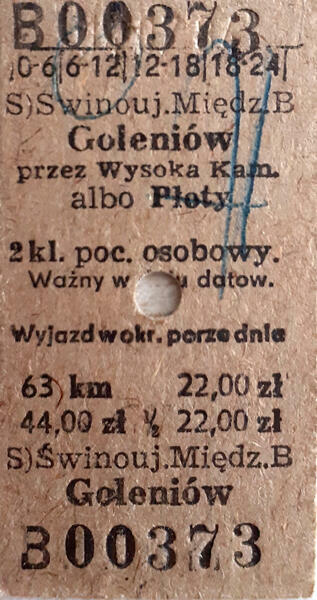 B00373
0-6|6-12|12-18|18-24|
S)Swinouj.Międz.B
Goleniów
przez Wysoka Kam.
albo Płoty
2 kl. poc. osobowy.
Ważny w dniu datow.
Wyjazd w okr. porze dnia
63 km 22,00 zł
44,00 zł ½ 22,00 zł
S)Świnouj.Międz.B
Goleniów
B00373